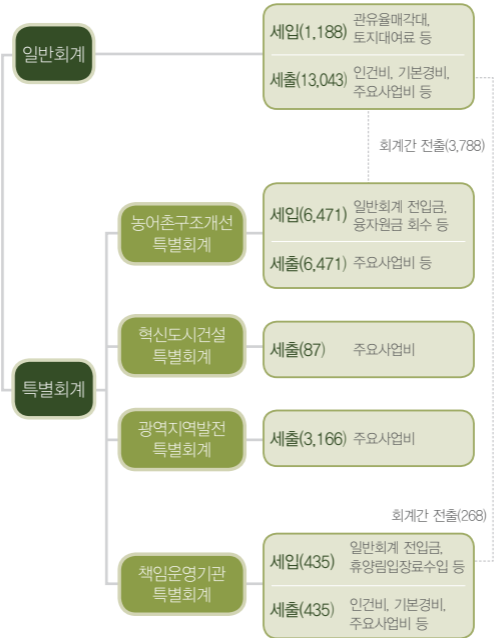 일반회계
세입(1,188) 관유율매각대,
토지대여료 등
세출(13,043) 인건비, 기본경비,
주요사업비 등
회계간 전출(3,788)
농어촌구조개선
특별회계
세입(6,471) 일반회계 전입금,
융자원금 회수 등
세출(6,471) 주요사업비 등
혁신도시건설
특별회계
세출(87) 주요사업비
특별회계
광역지역발전
특별회계
세출(3,166) 주요사업비
회계간 전출(268)
책임운영기관
특별회계
세입(435) 일반회계 전입금,
휴양림입장료수입 등
세출(435) 인건비, 기본경비,
주요사업비 등